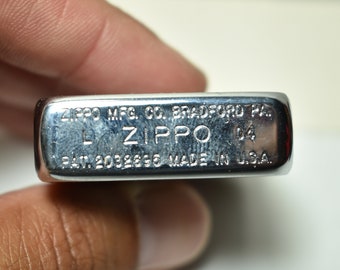 ZIPPO MFG. CO. BRADFORD PA.
L ZIPPO 04
PAT. 2032695 MADE IN U.S.A.